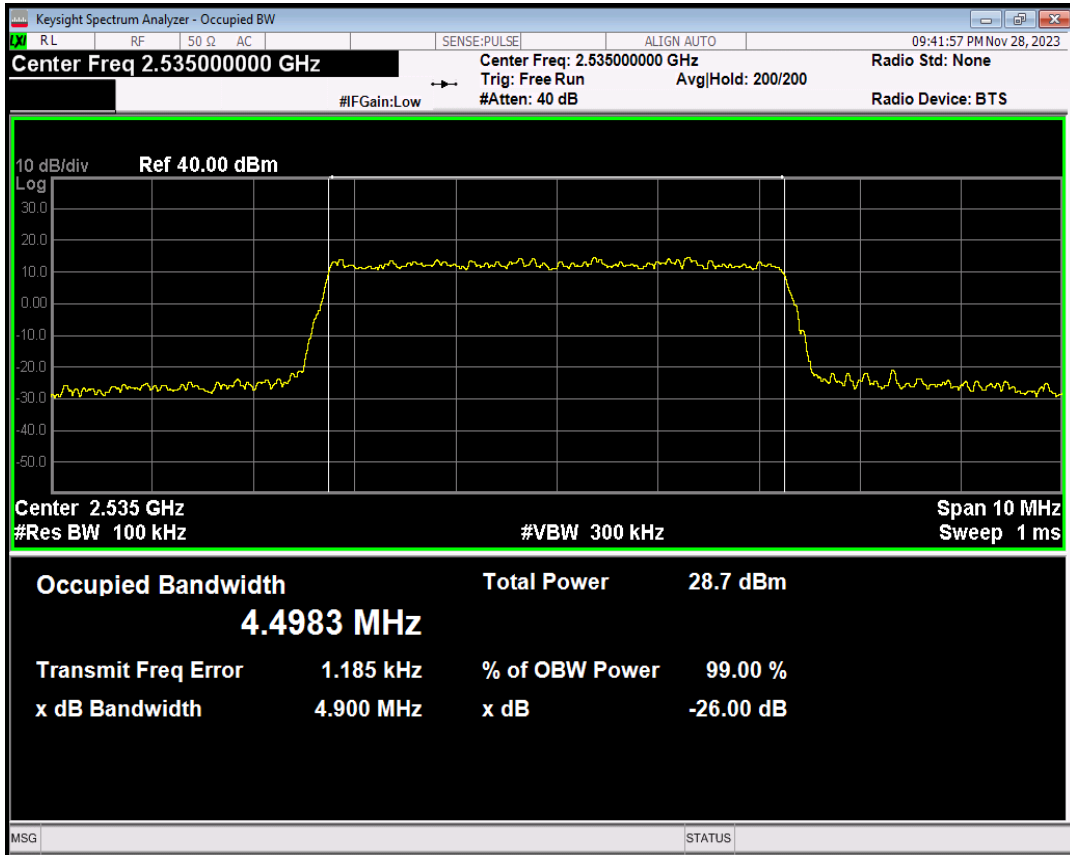 Keysight Spectrum Analyzer - Occupied BW
LXI RL RF 50 Ω AC SENSE:PULSE ALIGN AUTO 09:41:57 PM Nov 28, 2023
Center Freq 2.535000000 GHz Center Freq: 2.535000000 GHz Radio Std: None
Trig: Free Run Avg|Hold: 200/200
#IFGain:Low #Atten: 40 dB Radio Device: BTS
10 dB/div Ref 40.00 dBm
Log
30.0
20.0
10.0
0.00
-10.0
-20.0
-30.0
-40.0
-50.0
Center 2.535 GHz Span 10 MHz
#Res BW 100 kHz #VBW 300 kHz Sweep 1 ms
Occupied Bandwidth Total Power 28.7 dBm
4.4983 MHz
Transmit Freq Error 1.185 kHz % of OBW Power 99.00 %
x dB Bandwidth 4.900 MHz x dB -26.00 dB
MSG STATUS